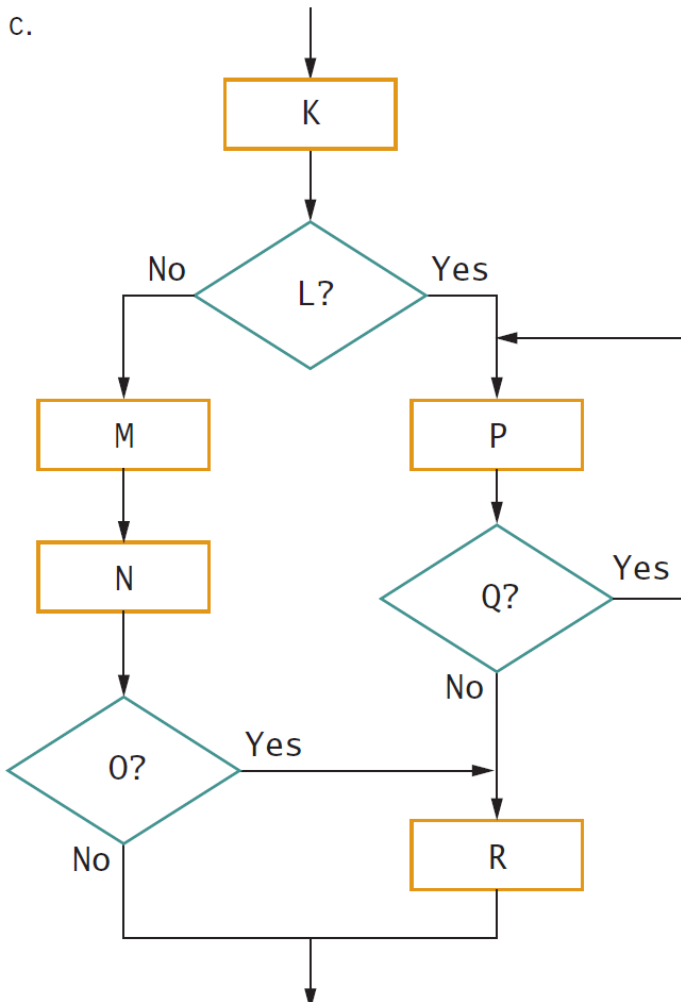 c.
K
No
L?
Yes
M
P
N
Q?
Yes
No
O?
Yes
No
R